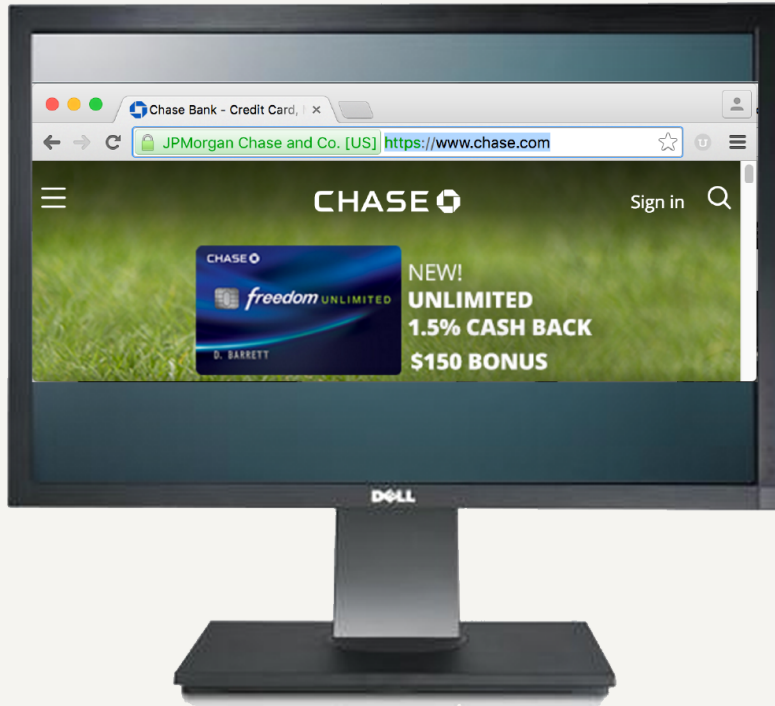 Chase Bank - Credit Card,
JPMorgan Chase and Co. [US] https://www.chase.com
CHASE
Sign in
CHASE
freedom UNLIMITED
D. BARRETT
NEW!
UNLIMITED
1.5% CASH BACK
$150 BONUS
DELL